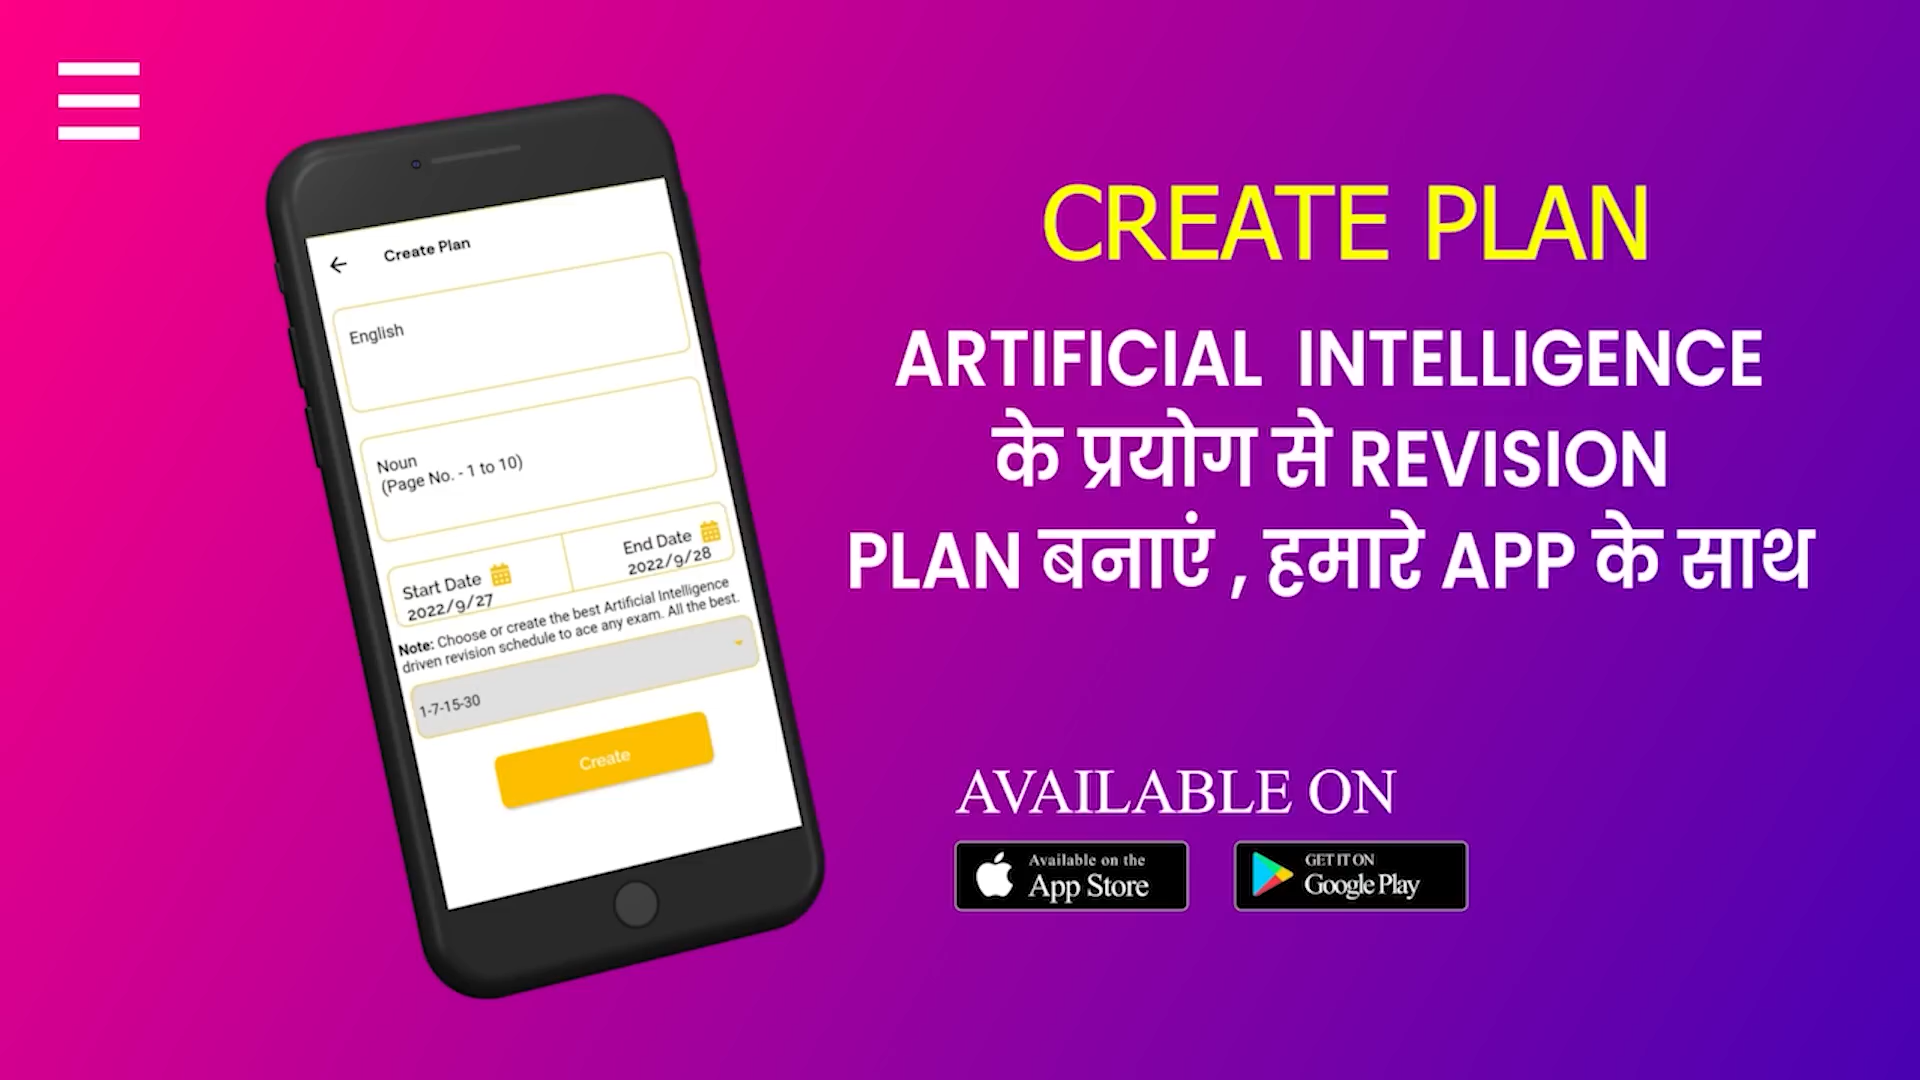 Create Plan
English
Noun
(Page No. - 1 to 10)
Start Date
2022/9/27
End Date
2022/9/28
Note: Choose or create the best Artificial Intelligence
driven revision schedule to ace any exam. All the best.
1-7-15-30
Create
CREATE PLAN
ARTIFICIAL INTELLIGENCE
के प्रयोग से REVISION
PLAN बनाएं , हमारे APP के साथ
AVAILABLE ON
Available on the
App Store
GET IT ON
Google Play